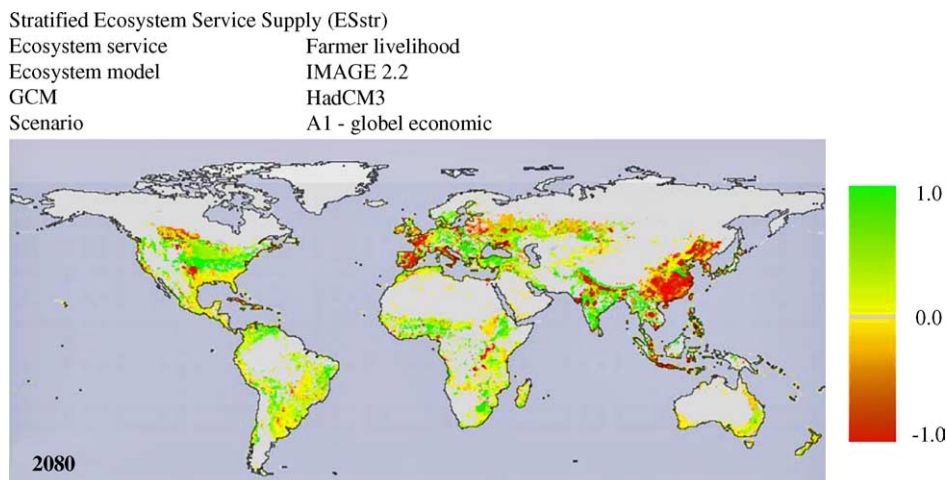 Stratified Ecosystem Service Supply (ESstr)
Ecosystem service Farmer livelihood
Ecosystem model IMAGE 2.2
GCM HadCM3
Scenario A1 - globel economic
1.0
0.0
-1.0
2080